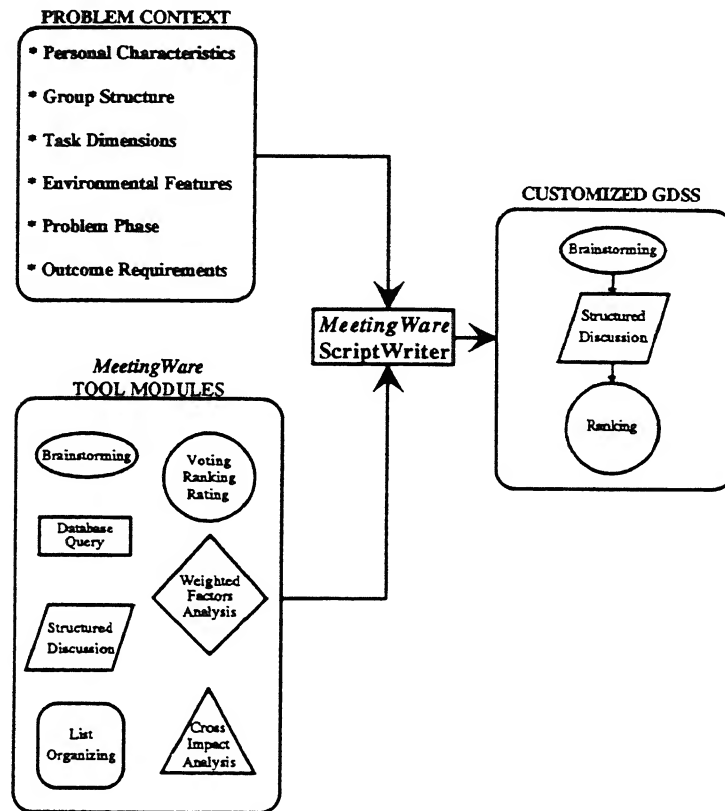 PROBLEM CONTEXT
* Personal Characteristics
* Group Structure
* Task Dimensions
* Environmental Features
* Problem Phase
* Outcome Requirements
MeetingWare
TOOL MODULES
Brainstorming
Voting
Ranking
Rating
Database
Query
Weighted
Factors
Analysis
Structured
Discussion
List
Organizing
Cross
Impact
Analysis
MeetingWare
ScriptWriter
CUSTOMIZED GDSS
Brainstorming
Structured
Discussion
Ranking